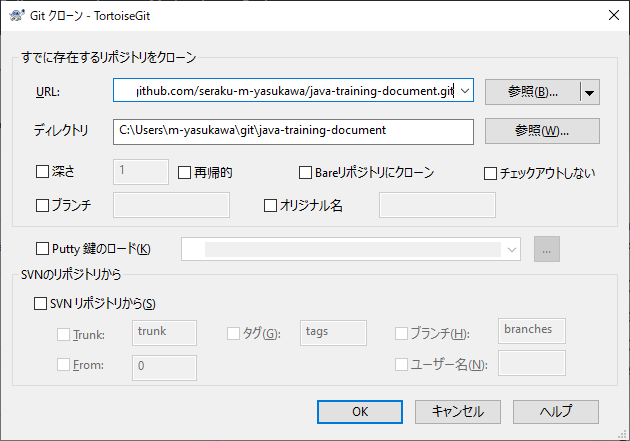 Git クローン - TortoiseGit
すでに存在するリポジトリをクローン
URL: github.com/seraku-m-yasukawa/java-training-document.git 参照(B)...
ディレクトリ C:\Users\m-yasukawa\git\java-training-document 参照(W)...
深さ 1 再帰的 Bareリポジトリにクローン チェックアウトしない
ブランチ オリジナル名
Putty 鍵のロード(K) ...
SVNのリポジトリから
SVN リポジトリから(S)
Trunk: trunk タグ(G): tags ブランチ(H): branches
From: 0 ユーザー名(N):
OK キャンセル ヘルプ